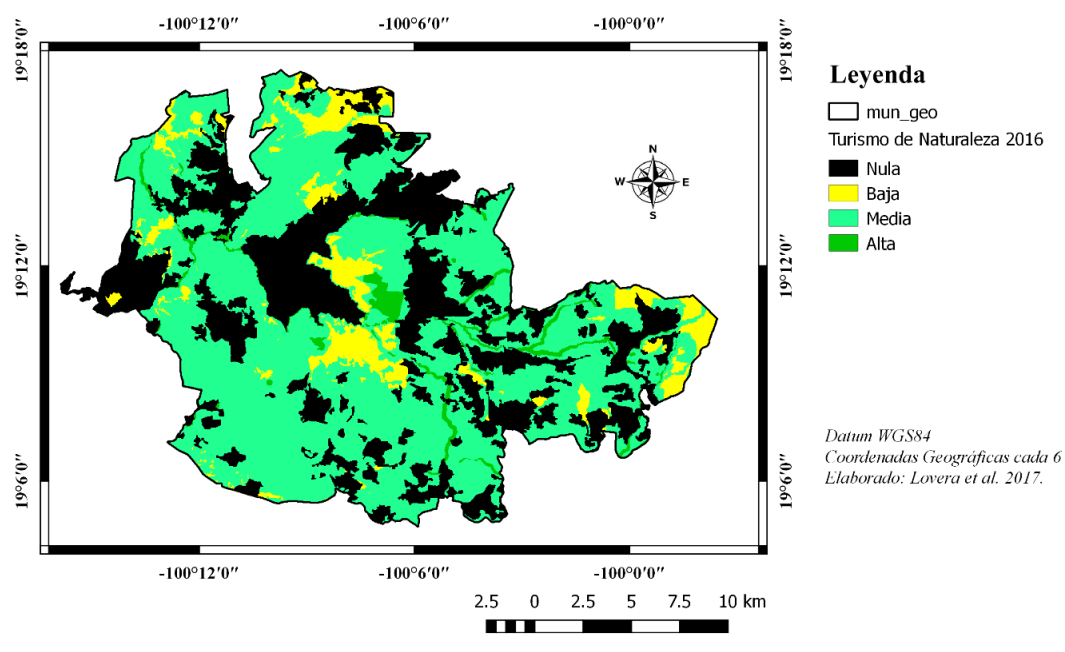 -100°12'0'' -100°6'0'' -100°0'0''
19°18'0'' 19°18'0''
Leyenda
mun_geo
Turismo de Naturaleza 2016
Nula
Baja
Media
Alta
N
W E
S
19°12'0'' 19°12'0''
Datum WGS84
Coordenadas Geográficas cada 6
Elaborado: Lovera et al. 2017.
19°6'0'' 19°6'0''
-100°12'0'' -100°6'0'' -100°0'0''
2.5 0 2.5 5 7.5 10 km